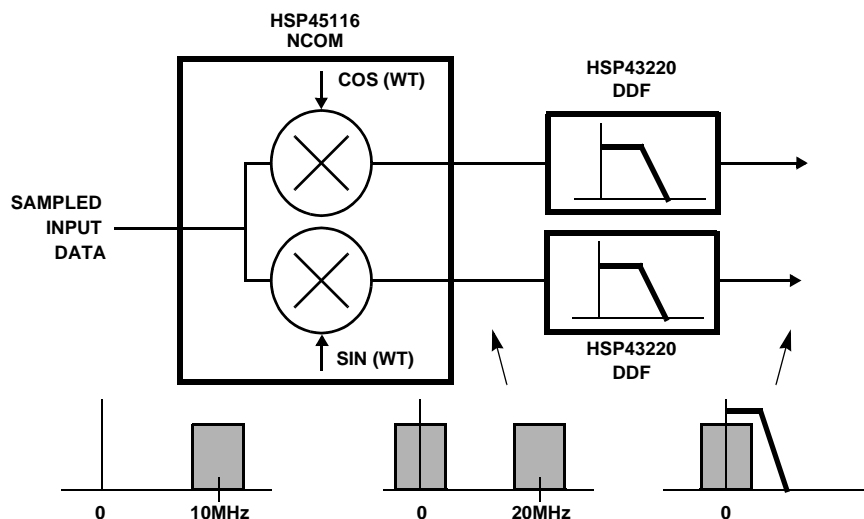 HSP45116
NCOM
COS (WT)
HSP43220
DDF
SAMPLED
INPUT
DATA
SIN (WT)
HSP43220
DDF
0
10MHz
0
20MHz
0